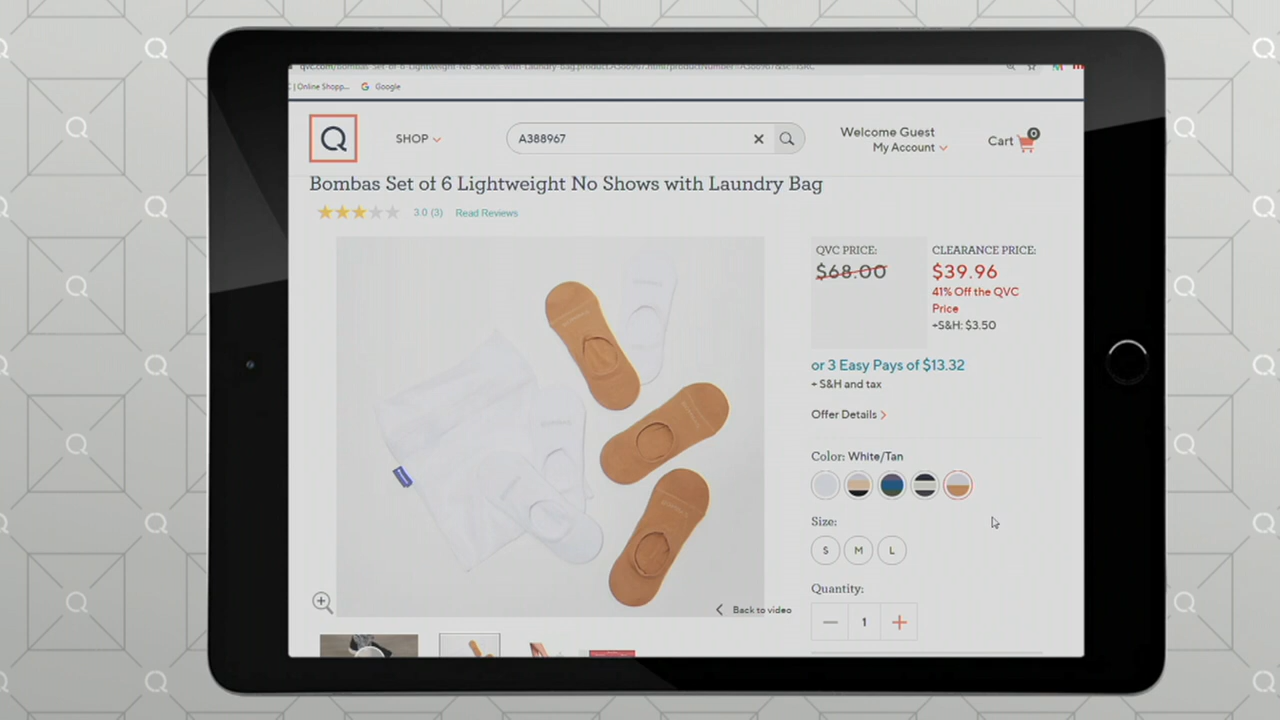 | Online Shopp...
Google
Q
SHOP
A388967
Welcome Guest
My Account
Cart
0
Bombas Set of 6 Lightweight No Shows with Laundry Bag
3.0 (3)
Read Reviews
QVC PRICE:
$68.00
CLEARANCE PRICE:
$39.96
41% Off the QVC
Price
+S&H: $3.50
or 3 Easy Pays of $13.32
+ S&H and tax
Offer Details
Color: White/Tan
Size:
S M L
Quantity:
1
Back to video